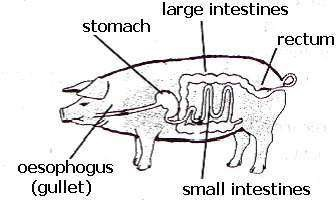 large intestines
stomach
rectum
oesophogus
(gullet)
small intestines